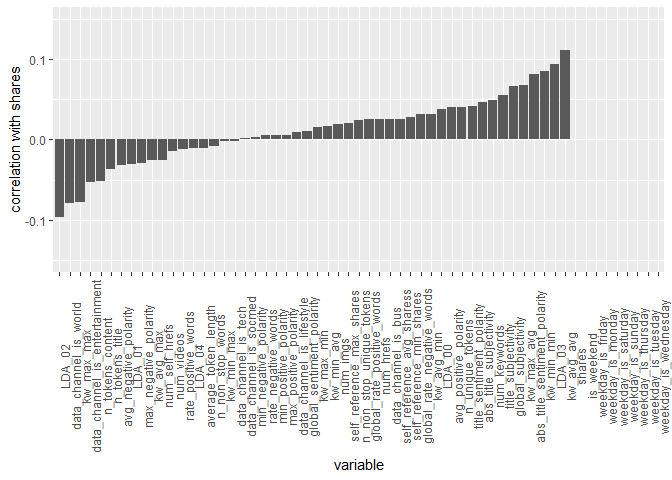 correlation with shares
0.1
0.0
-0.1
LDA_02
data_channel_is_world
kw_max_max
data_channel_is_entertainment
n_tokens_content
n_tokens_title
avg_negative_polarity
LDA_01
max_negative_polarity
kw_avg_max
num_self_hrefs
num_videos
rate_positive_words
LDA_04
average_token_length
n_non_stop_words
kw_min_max
data_channel_is_tech
data_channel_is_socmed
min_negative_polarity
rate_negative_words
min_positive_polarity
max_positive_polarity
data_channel_is_lifestyle
global_sentiment_polarity
kw_max_min
kw_min_avg
num_imgs
self_reference_max_shares
n_non_stop_unique_tokens
global_rate_positive_words
num_hrefs
data_channel_is_bus
self_reference_avg_sharess
self_reference_min_shares
global_rate_negative_words
kw_avg_min
LDA_00
avg_positive_polarity
n_unique_tokens
title_sentiment_polarity
abs_title_subjectivity
num_keywords
title_subjectivity
global_subjectivity
kw_max_avg
abs_title_sentiment_polarity
kw_min_min
LDA_03
kw_avg_avg
shares
is_weekend
weekday_is_friday
weekday_is_monday
weekday_is_saturday
weekday_is_sunday
weekday_is_thursday
weekday_is_tuesday
weekday_is_wednesday
variable